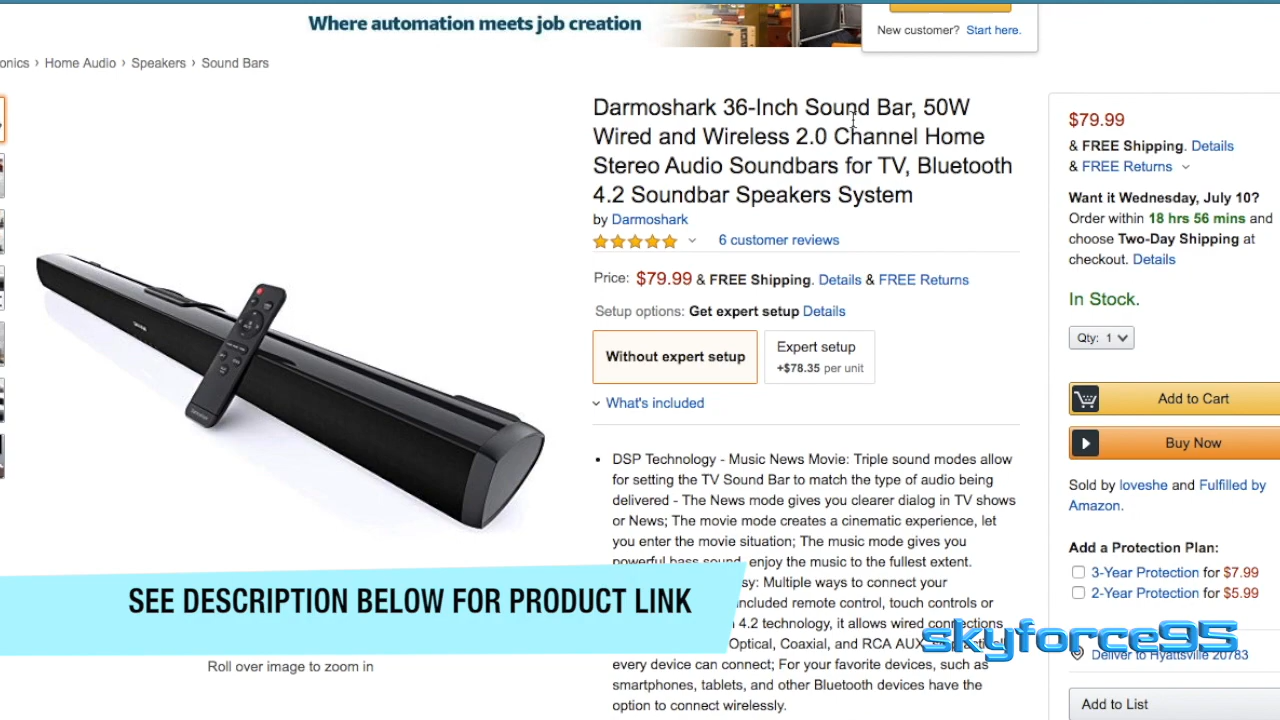 Where automation meets job creation
New customer? Start here.
onics › Home Audio › Speakers › Sound Bars
Darmoshark 36-Inch Sound Bar, 50W
Wired and Wireless 2.0 Channel Home
Stereo Audio Soundbars for TV, Bluetooth
4.2 Soundbar Speakers System
by Darmoshark
6 customer reviews
Price: $79.99 & FREE Shipping. Details & FREE Returns
Setup options: Get expert setup Details
Without expert setup
Expert setup
+$78.35 per unit
What's included
• DSP Technology - Music News Movie: Triple sound modes allow
for setting the TV Sound Bar to match the type of audio being
delivered - The News mode gives you clearer dialog in TV shows
or News; The movie mode creates a cinematic experience, let
you enter the movie situation; The music mode gives you
powerful bass sound, enjoy the music to the fullest extent.
sy: Multiple ways to connect your
included remote control, touch controls or
4.2 technology, it allows wired connections
Optical, Coaxial, and RCA AUX
every device can connect; For your favorite devices, such as
smartphones, tablets, and other Bluetooth devices have the
option to connect wirelessly.
$79.99
& FREE Shipping. Details
& FREE Returns
Want it Wednesday, July 10?
Order within 18 hrs 56 mins and
choose Two-Day Shipping at
checkout. Details
In Stock.
Qty: 1
Add to Cart
Buy Now
Sold by loveshe and Fulfilled by
Amazon.
Add a Protection Plan:
3-Year Protection for $7.99
2-Year Protection for $5.99
Deliver to Hyattsville 20783
Add to List
SEE DESCRIPTION BELOW FOR PRODUCT LINK
skyforce95
Roll over image to zoom in